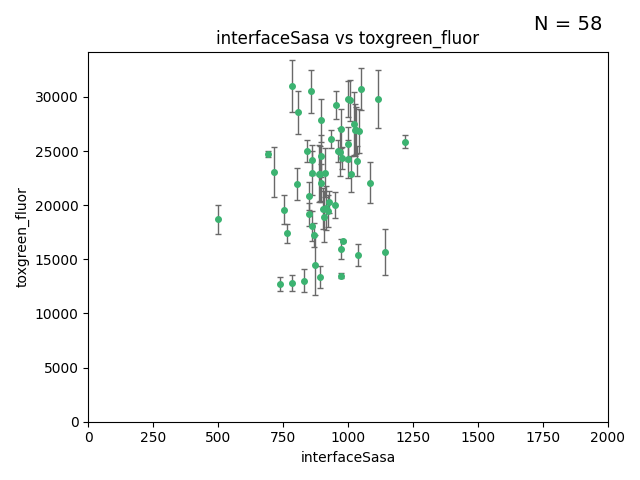 N = 58
interfaceSasa vs toxgreen_fluor
toxgreen_fluor
30000
25000
20000
15000
10000
5000
0
0 250 500 750 1000 1250 1500 1750 2000
interfaceSasa